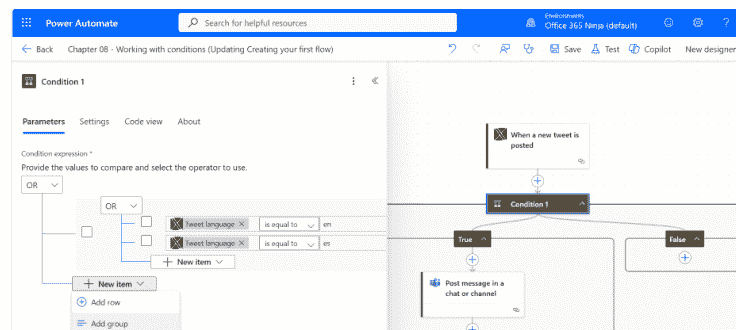 Power Automate
Search for helpful resources
Environments
Office 365 Ninja (default)
?
Back
Chapter 08 - Working with conditions (Updating Creating your first flow)
Save
Test
Copilot
New designer
Condition 1
Parameters
Settings
Code view
About
Condition expression *
Provide the values to compare and select the operator to use.
OR
OR
Tweet language × is equal to en
Tweet language × is equal to es
+ New item
+ New item
Add row
Add group
When a new tweet is
posted
Condition 1
True
False
Post message in a
chat or channel